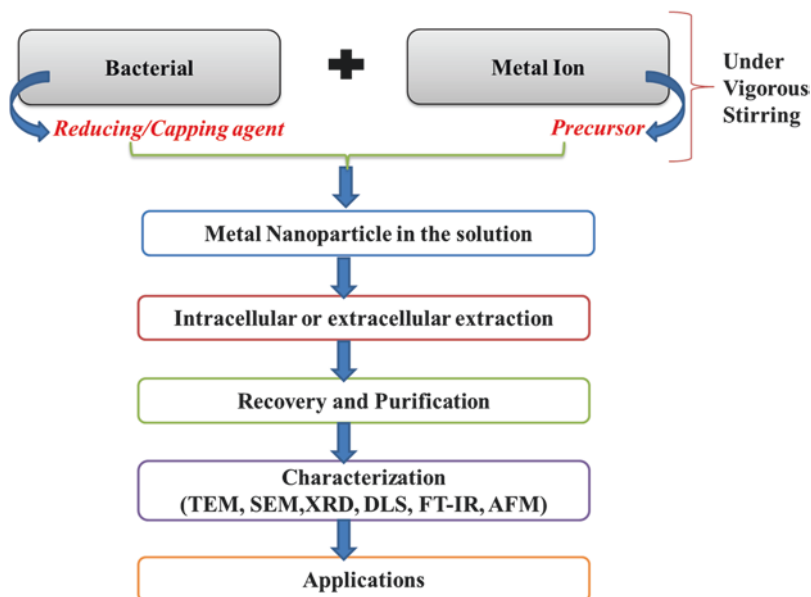 Bacterial
Metal Ion
Under
Vigorous
Stirring
Reducing/Capping agent
Precursor
Metal Nanoparticle in the solution
Intracellular or extracellular extraction
Recovery and Purification
Characterization
(TEM, SEM,XRD, DLS, FT-IR, AFM)
Applications